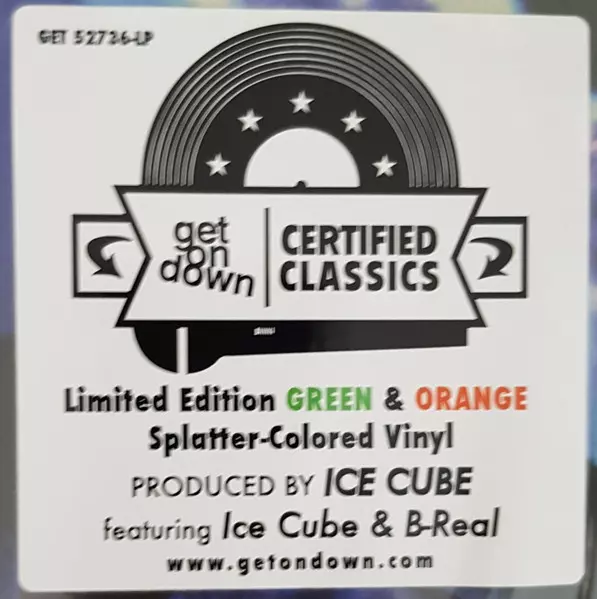 GET 52736-LP
get
on
down
CERTIFIED
CLASSICS
Limited Edition GREEN & ORANGE
Splatter-Colored Vinyl
PRODUCED BY ICE CUBE
featuring Ice Cube & B-Real
www.getondown.com